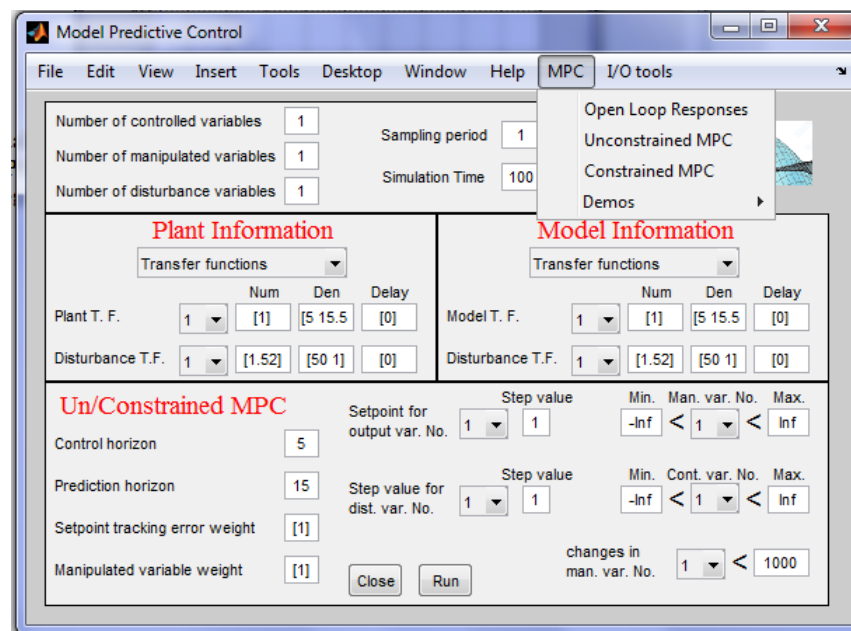 Model Predictive Control
File Edit View Insert Tools Desktop Window Help MPC I/O tools
Open Loop Responses
Unconstrained MPC
Constrained MPC
Demos
Number of controlled variables 1
Number of manipulated variables 1
Number of disturbance variables 1
Sampling period 1
Simulation Time 100
Plant Information
Transfer functions
Num Den Delay
Plant T. F. 1 [1] [5 15.5 [0]
Disturbance T.F. 1 [1.52] [50 1] [0]
Model Information
Transfer functions
Num Den Delay
Model T. F. 1 [1] [5 15.5 [0]
Disturbance T.F. 1 [1.52] [50 1] [0]
Un/Constrained MPC
Control horizon 5
Prediction horizon 15
Setpoint tracking error weight [1]
Manipulated variable weight [1]
Step value
Setpoint for
output var. No. 1 1
Step value
Step value for
dist. var. No. 1 1
Close Run
Min. Man. var. No. Max.
-Inf < 1 < Inf
Min. Cont. var. No. Max.
-Inf < 1 < Inf
changes in
man. var. No. 1 < 1000